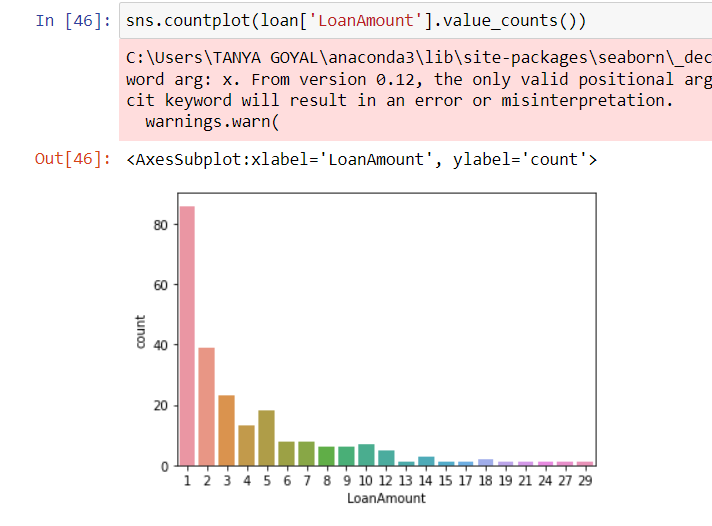 In [46]: sns.countplot(loan['LoanAmount'].value_counts())
C:\Users\TANYA GOYAL\anaconda3\lib\site-packages\seaborn\_dec
word arg: x. From version 0.12, the only valid positional arg
cit keyword will result in an error or misinterpretation.
warnings.warn(
Out[46]: <AxesSubplot:xlabel='LoanAmount', ylabel='count'>
80
60
40
20
0
count
1 2 3 4 5 6 7 8 9 10 12 13 14 15 17 18 19 21 24 27 29
LoanAmount